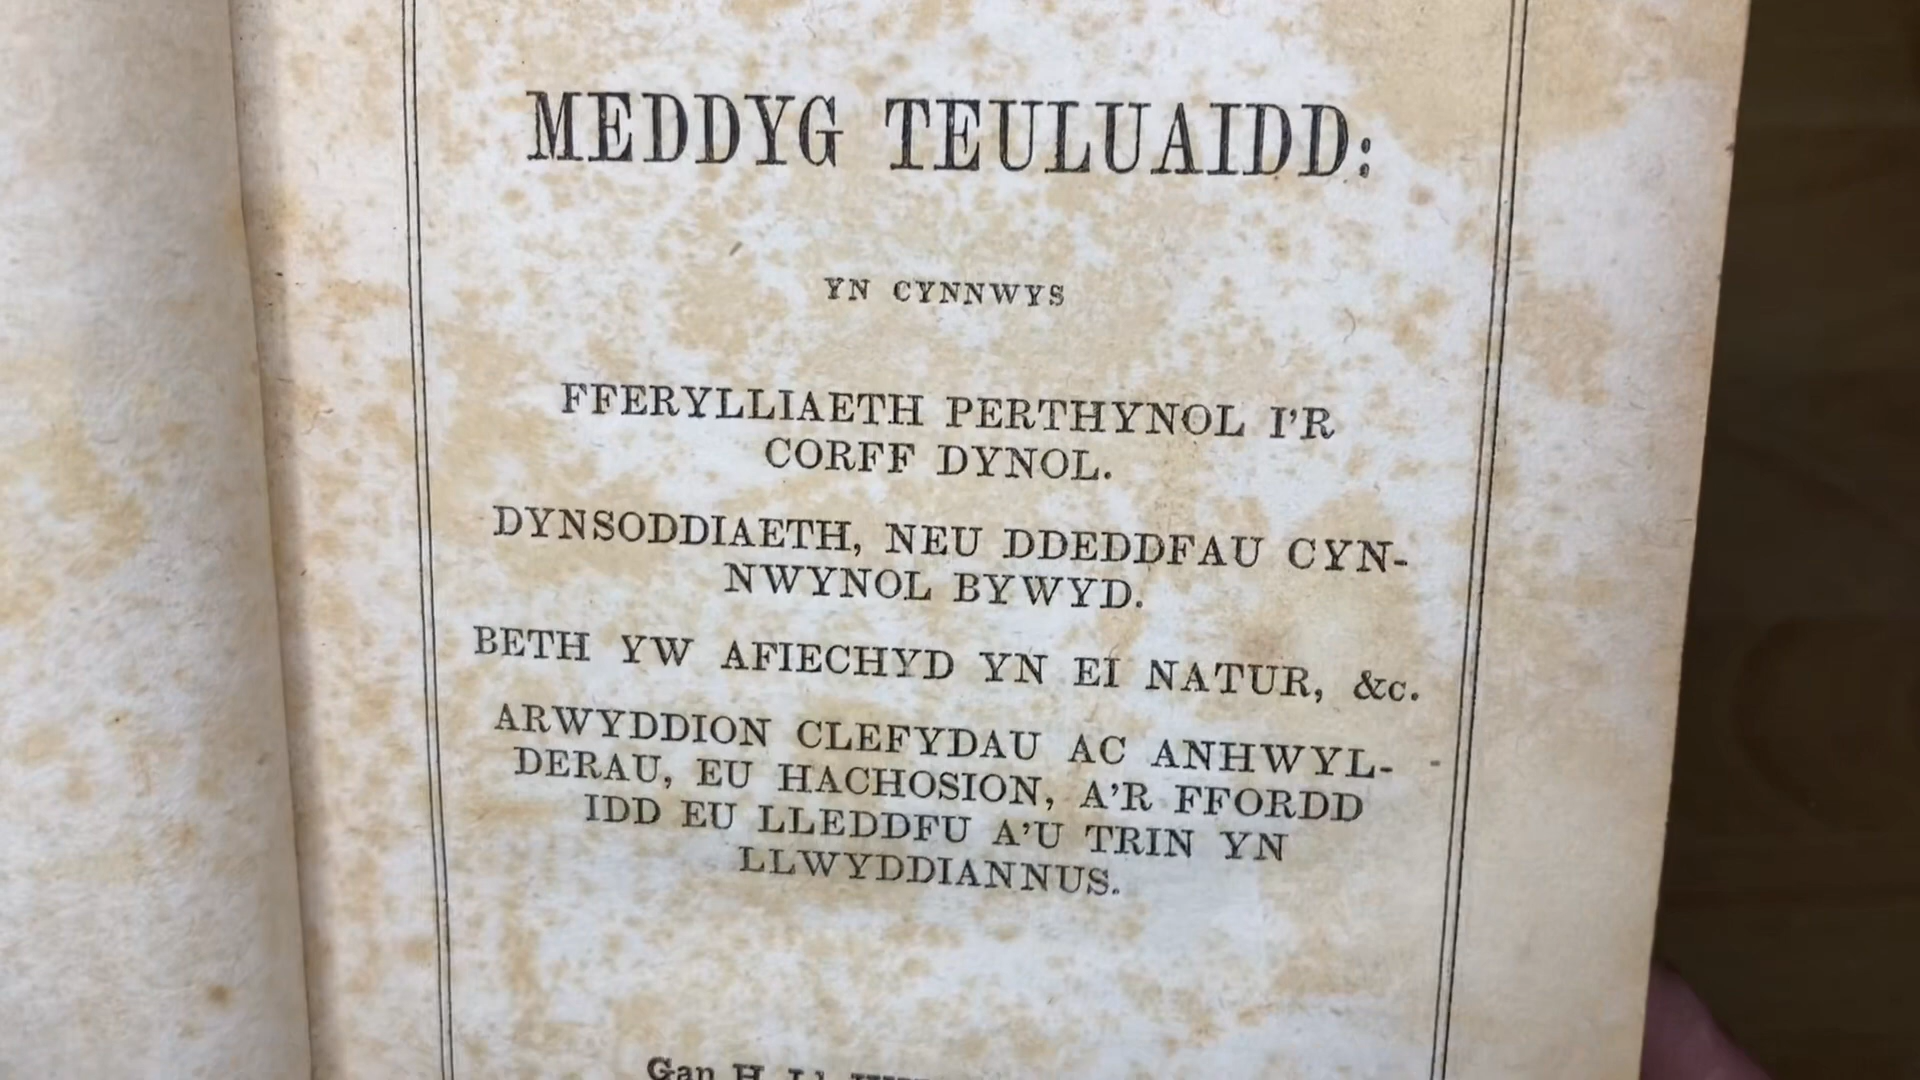 MEDDYG TEULUAIDD:
YN CYNNWYS
FFERYLLIAETH PERTHYNOL I'R
CORFF DYNOL.
DYNSODDIAETH, NEU DDEDDFAU CYN-
NWYNOL BYWYD.
BETH YW AFIECHYD YN EI NATUR, &c.
ARWYDDION CLEFYDAU AC ANHWYL-
DERAU, EU HACHOSION, A'R FFORDD
IDD EU LLEDDFU A'U TRIN YN
LLWYDDIANNUS.
Gan H. Ll.